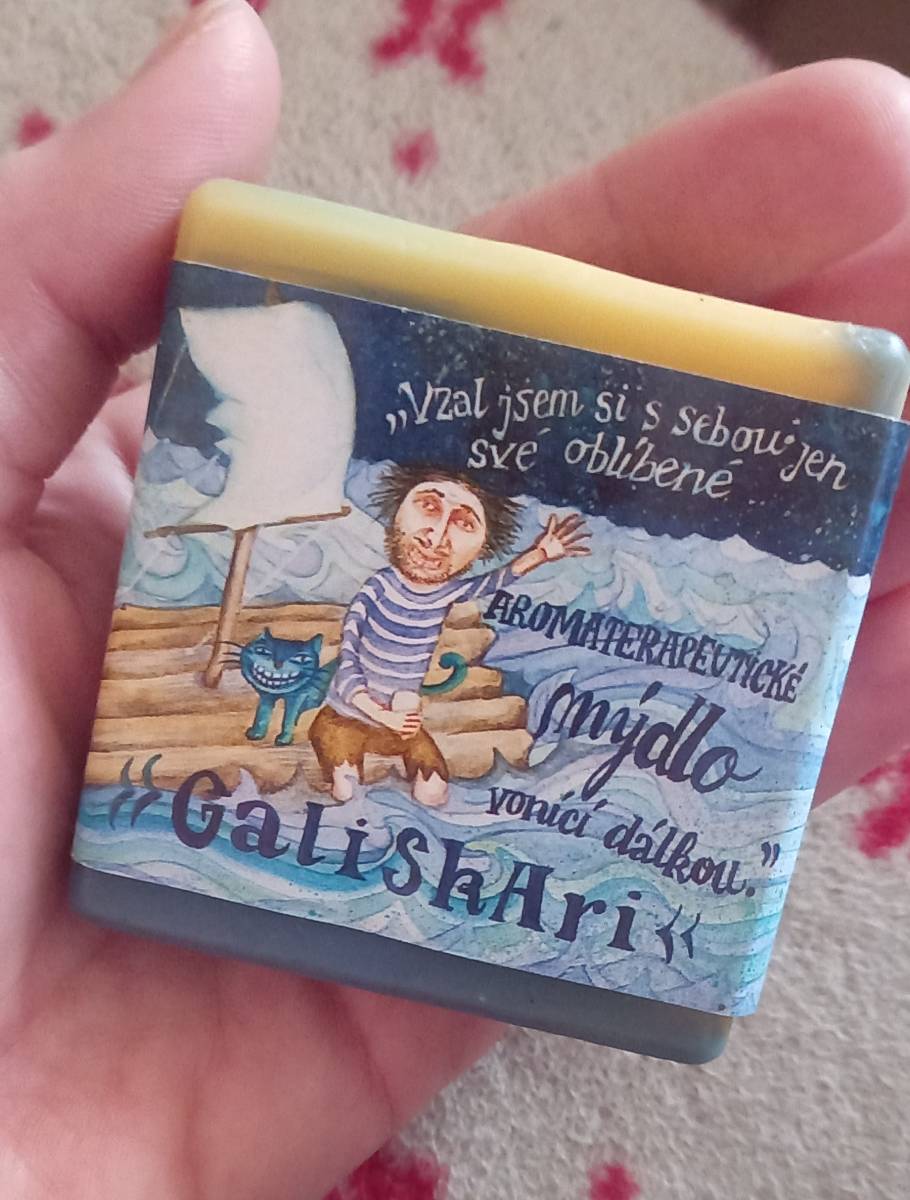 „Vzal jsem si s sebou jen
své oblíbené
AROMATERAPEUTICKÉ
mýdlo
vonící dálkou.”
»GaliShAri«